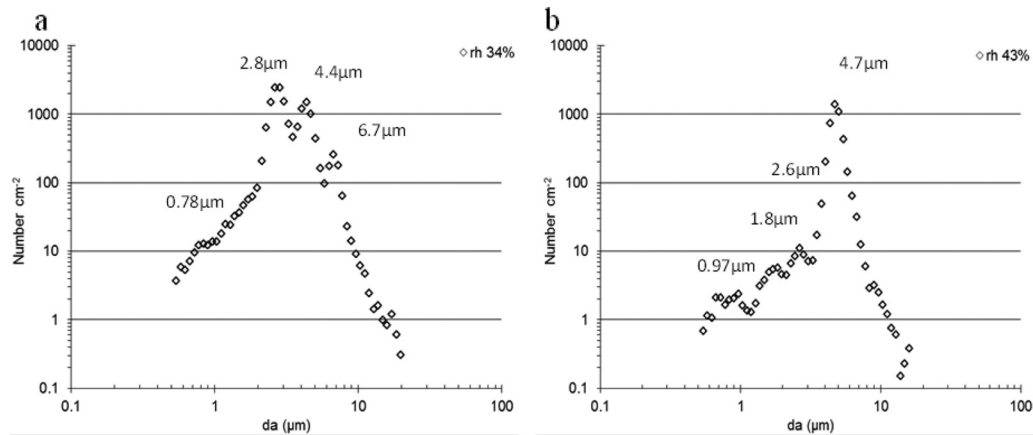 a
10000
1000
100
10
1
0.1
Number cm-2
2.8µm
4.4µm
6.7µm
0.78µm
rh 34%
0.1 1 10 100
da (µm)
b
10000
1000
100
10
1
0.1
Number cm-2
4.7µm
2.6µm
1.8µm
0.97µm
rh 43%
0.1 1 10 100
da (µm)